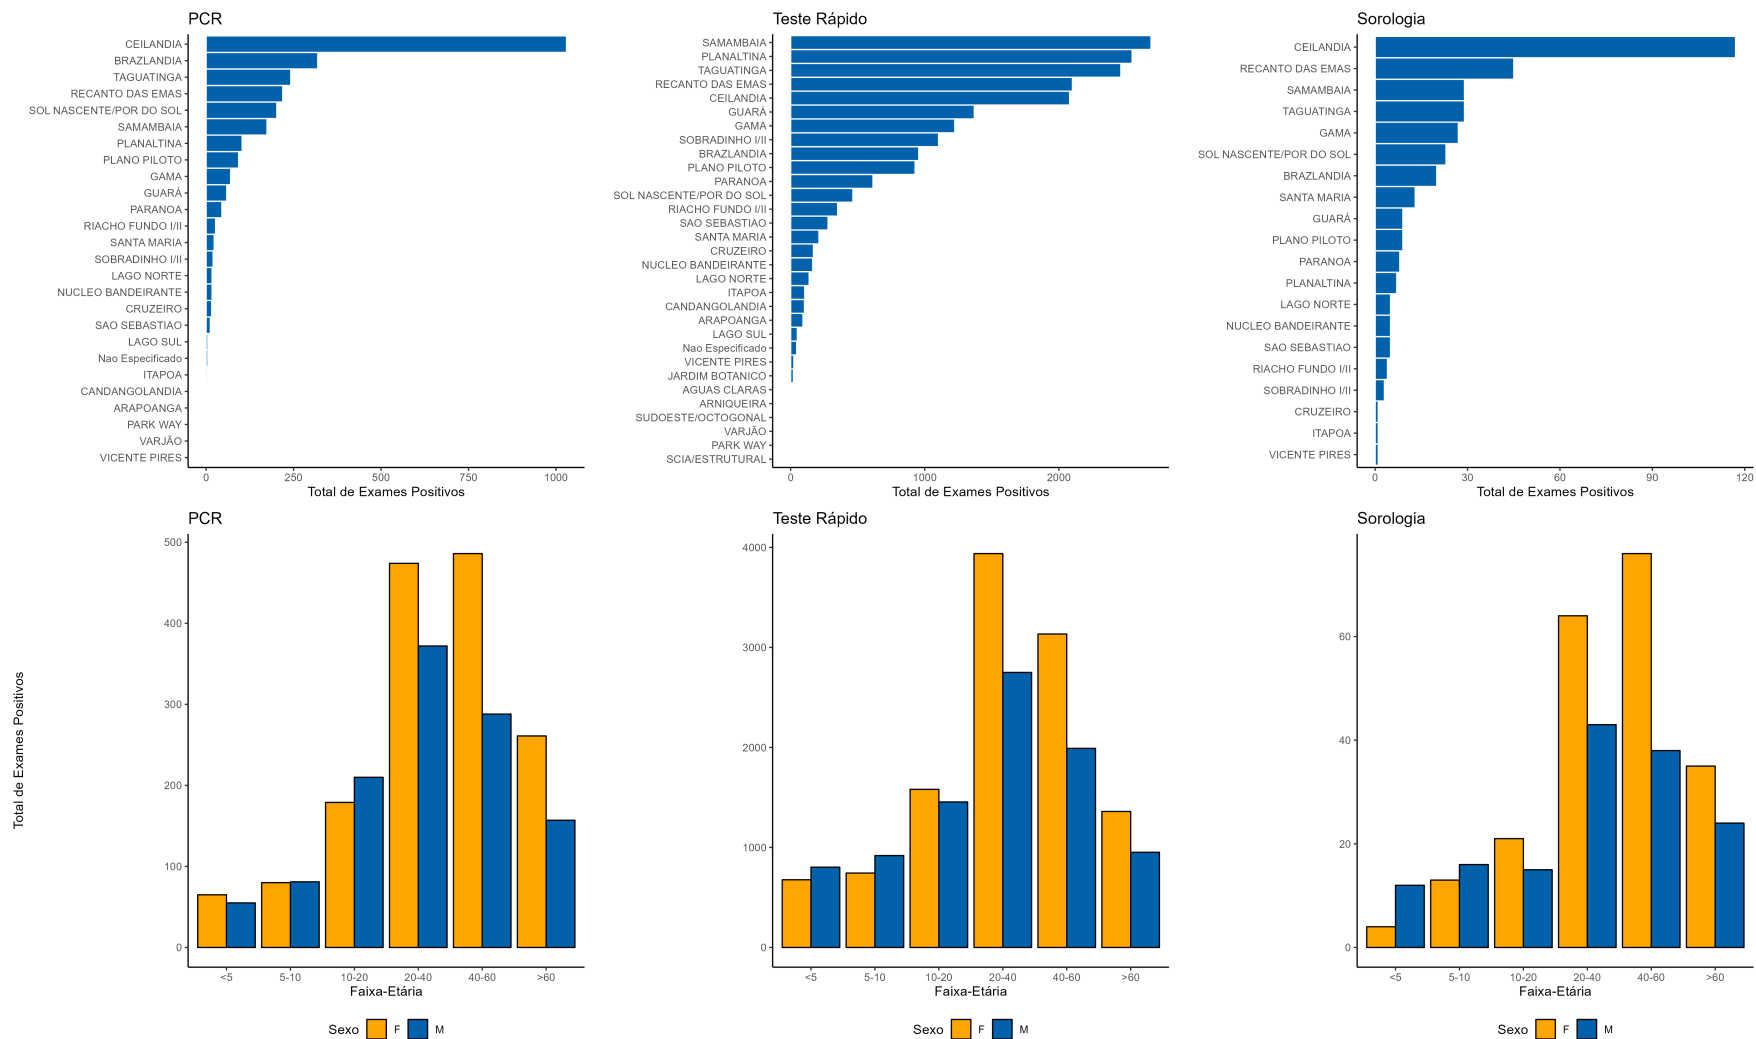 PCR
CEILANDIA
BRAZLANDIA
TAGUATINGA
RECANTO DAS EMAS
SOL NASCENTE/POR DO SOL
SAMAMBAIA
PLANALTINA
PLANO PILOTO
GAMA
GUARÁ
PARANOA
RIACHO FUNDO I/II
SANTA MARIA
SOBRADINHO I/II
LAGO NORTE
NUCLEO BANDEIRANTE
CRUZEIRO
SAO SEBASTIAO
LAGO SUL
Nao Especificado
ITAPOA
CANDANGOLANDIA
ARAPOANGA
PARK WAY
VARJÃO
VICENTE PIRES
0 250 500 750 1000
Total de Exames Positivos
Teste Rápido
SAMAMBAIA
PLANALTINA
TAGUATINGA
RECANTO DAS EMAS
CEILANDIA
GUARÁ
GAMA
SOBRADINHO I/II
BRAZLANDIA
PLANO PILOTO
PARANOA
SOL NASCENTE/POR DO SOL
RIACHO FUNDO I/II
SAO SEBASTIAO
SANTA MARIA
CRUZEIRO
NUCLEO BANDEIRANTE
LAGO NORTE
ITAPOA
CANDANGOLANDIA
ARAPOANGA
LAGO SUL
Nao Especificado
VICENTE PIRES
JARDIM BOTANICO
AGUAS CLARAS
ARNIQUEIRA
SUDOESTE/OCTOGONAL
VARJÃO
PARK WAY
SCIA/ESTRUTURAL
0 1000 2000
Total de Exames Positivos
Sorologia
CEILANDIA
RECANTO DAS EMAS
SAMAMBAIA
TAGUATINGA
GAMA
SOL NASCENTE/POR DO SOL
BRAZLANDIA
SANTA MARIA
GUARÁ
PLANO PILOTO
PARANOA
PLANALTINA
LAGO NORTE
NUCLEO BANDEIRANTE
SAO SEBASTIAO
RIACHO FUNDO I/II
SOBRADINHO I/II
CRUZEIRO
ITAPOA
VICENTE PIRES
0 30 60 90 120
Total de Exames Positivos
Total de Exames Positivos
PCR
500
400
300
200
100
0
<5 5-10 10-20 20-40 40-60 >60
Faixa-Etária
Sexo F M
Teste Rápido
4000
3000
2000
1000
0
<5 5-10 10-20 20-40 40-60 >60
Faixa-Etária
Sexo F M
Sorologia
60
40
20
0
<5 5-10 10-20 20-40 40-60 >60
Faixa-Etária
Sexo F M